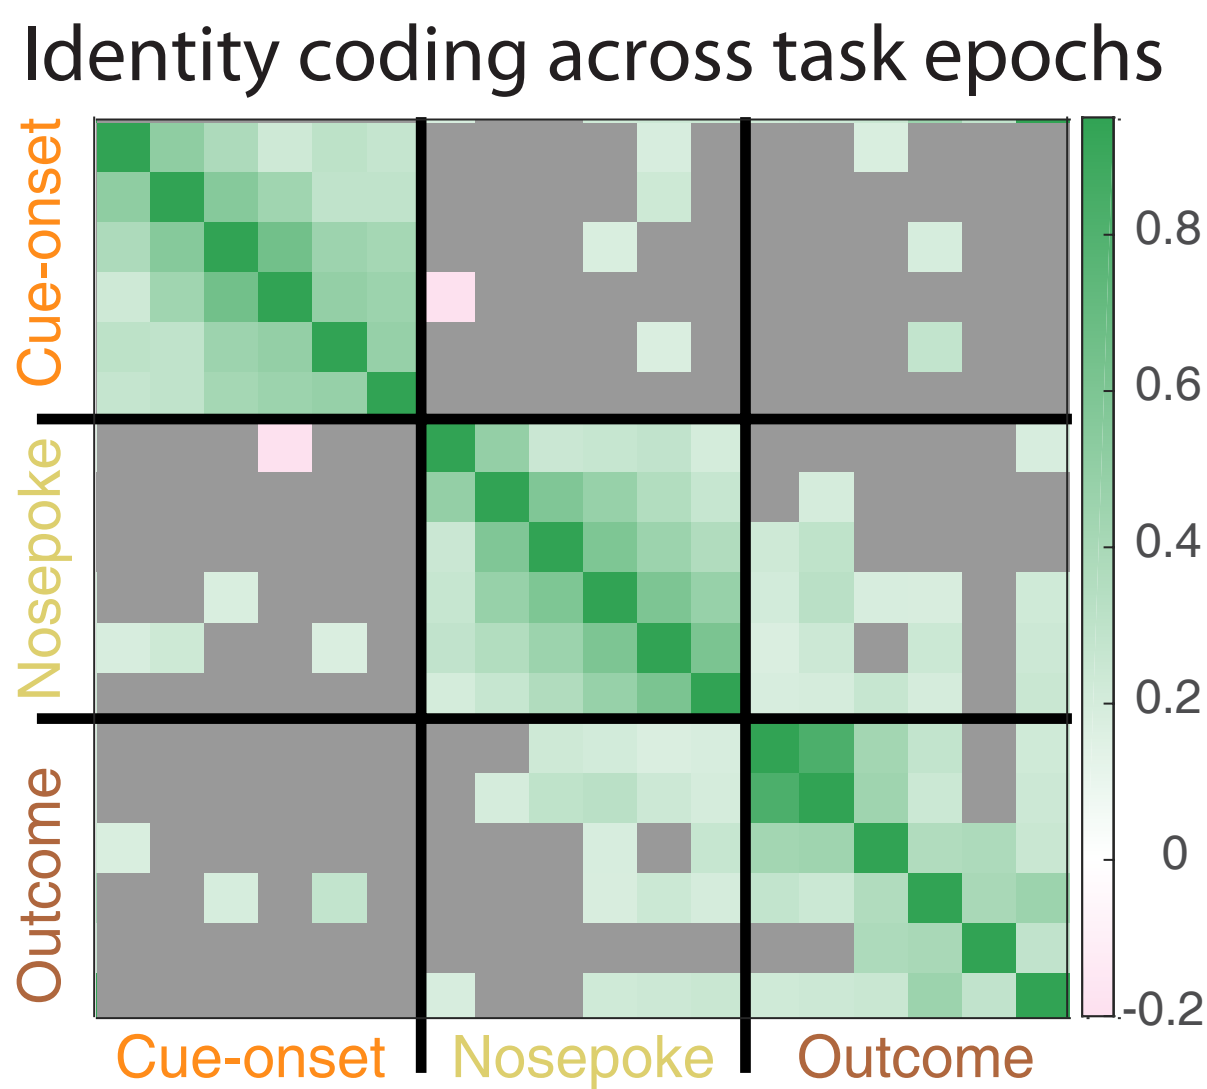 Identity coding across task epochs
Cue-onset
Nosepoke
Outcome
0.8
0.6
0.4
0.2
0
-0.2
Cue-onset
Nosepoke
Outcome